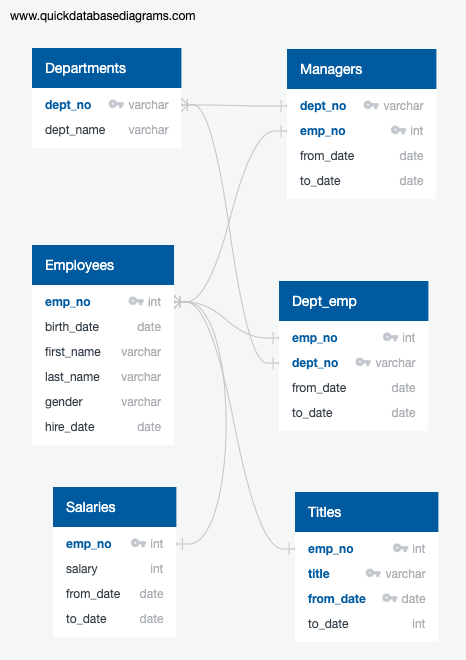 www.quickdatabasediagrams.com
Departments
dept_no varchar
dept_name varchar
Managers
dept_no varchar
emp_no int
from_date date
to_date date
Employees
emp_no int
birth_date date
first_name varchar
last_name varchar
gender varchar
hire_date date
Dept_emp
emp_no int
dept_no varchar
from_date date
to_date date
Salaries
emp_no int
salary int
from_date date
to_date date
Titles
emp_no int
title varchar
from_date date
to_date int